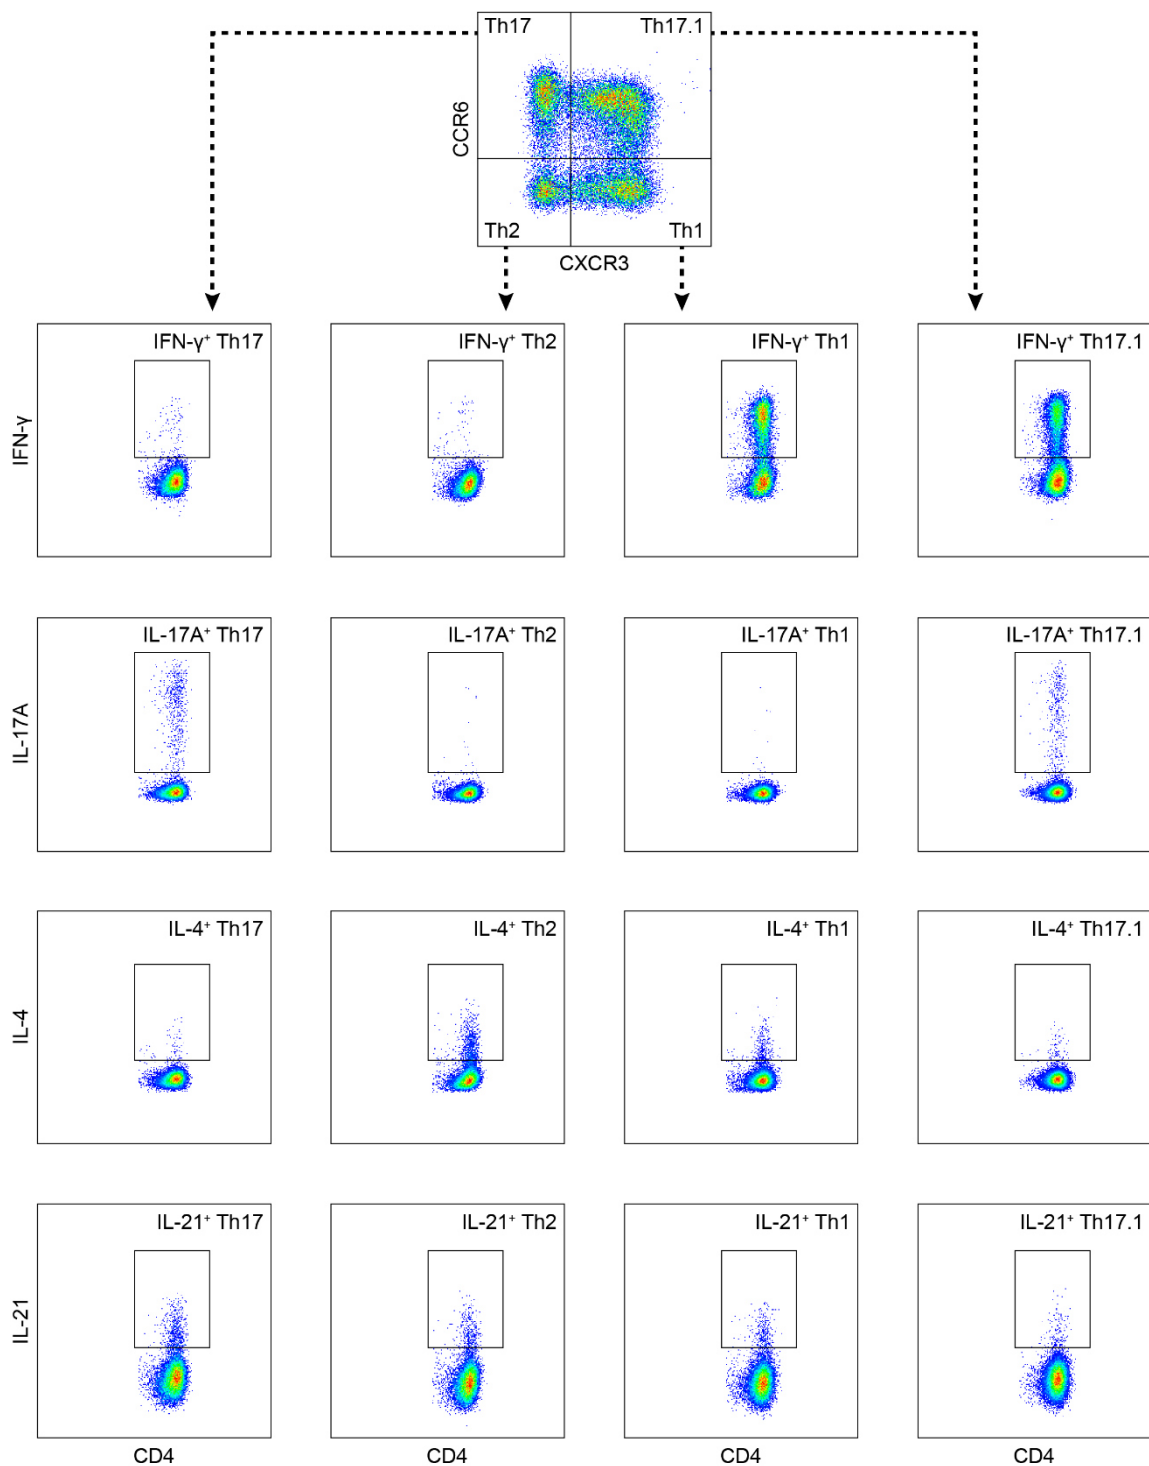 Th17 Th17.1
CCR6
Th2 Th1
CXCR3
IFN-γ⁺ Th17 IFN-γ⁺ Th2 IFN-γ⁺ Th1 IFN-γ⁺ Th17.1
IFN-γ
IL-17A⁺ Th17 IL-17A⁺ Th2 IL-17A⁺ Th1 IL-17A⁺ Th17.1
IL-17A
IL-4⁺ Th17 IL-4⁺ Th2 IL-4⁺ Th1 IL-4⁺ Th17.1
IL-4
IL-21⁺ Th17 IL-21⁺ Th2 IL-21⁺ Th1 IL-21⁺ Th17.1
IL-21
CD4 CD4 CD4 CD4